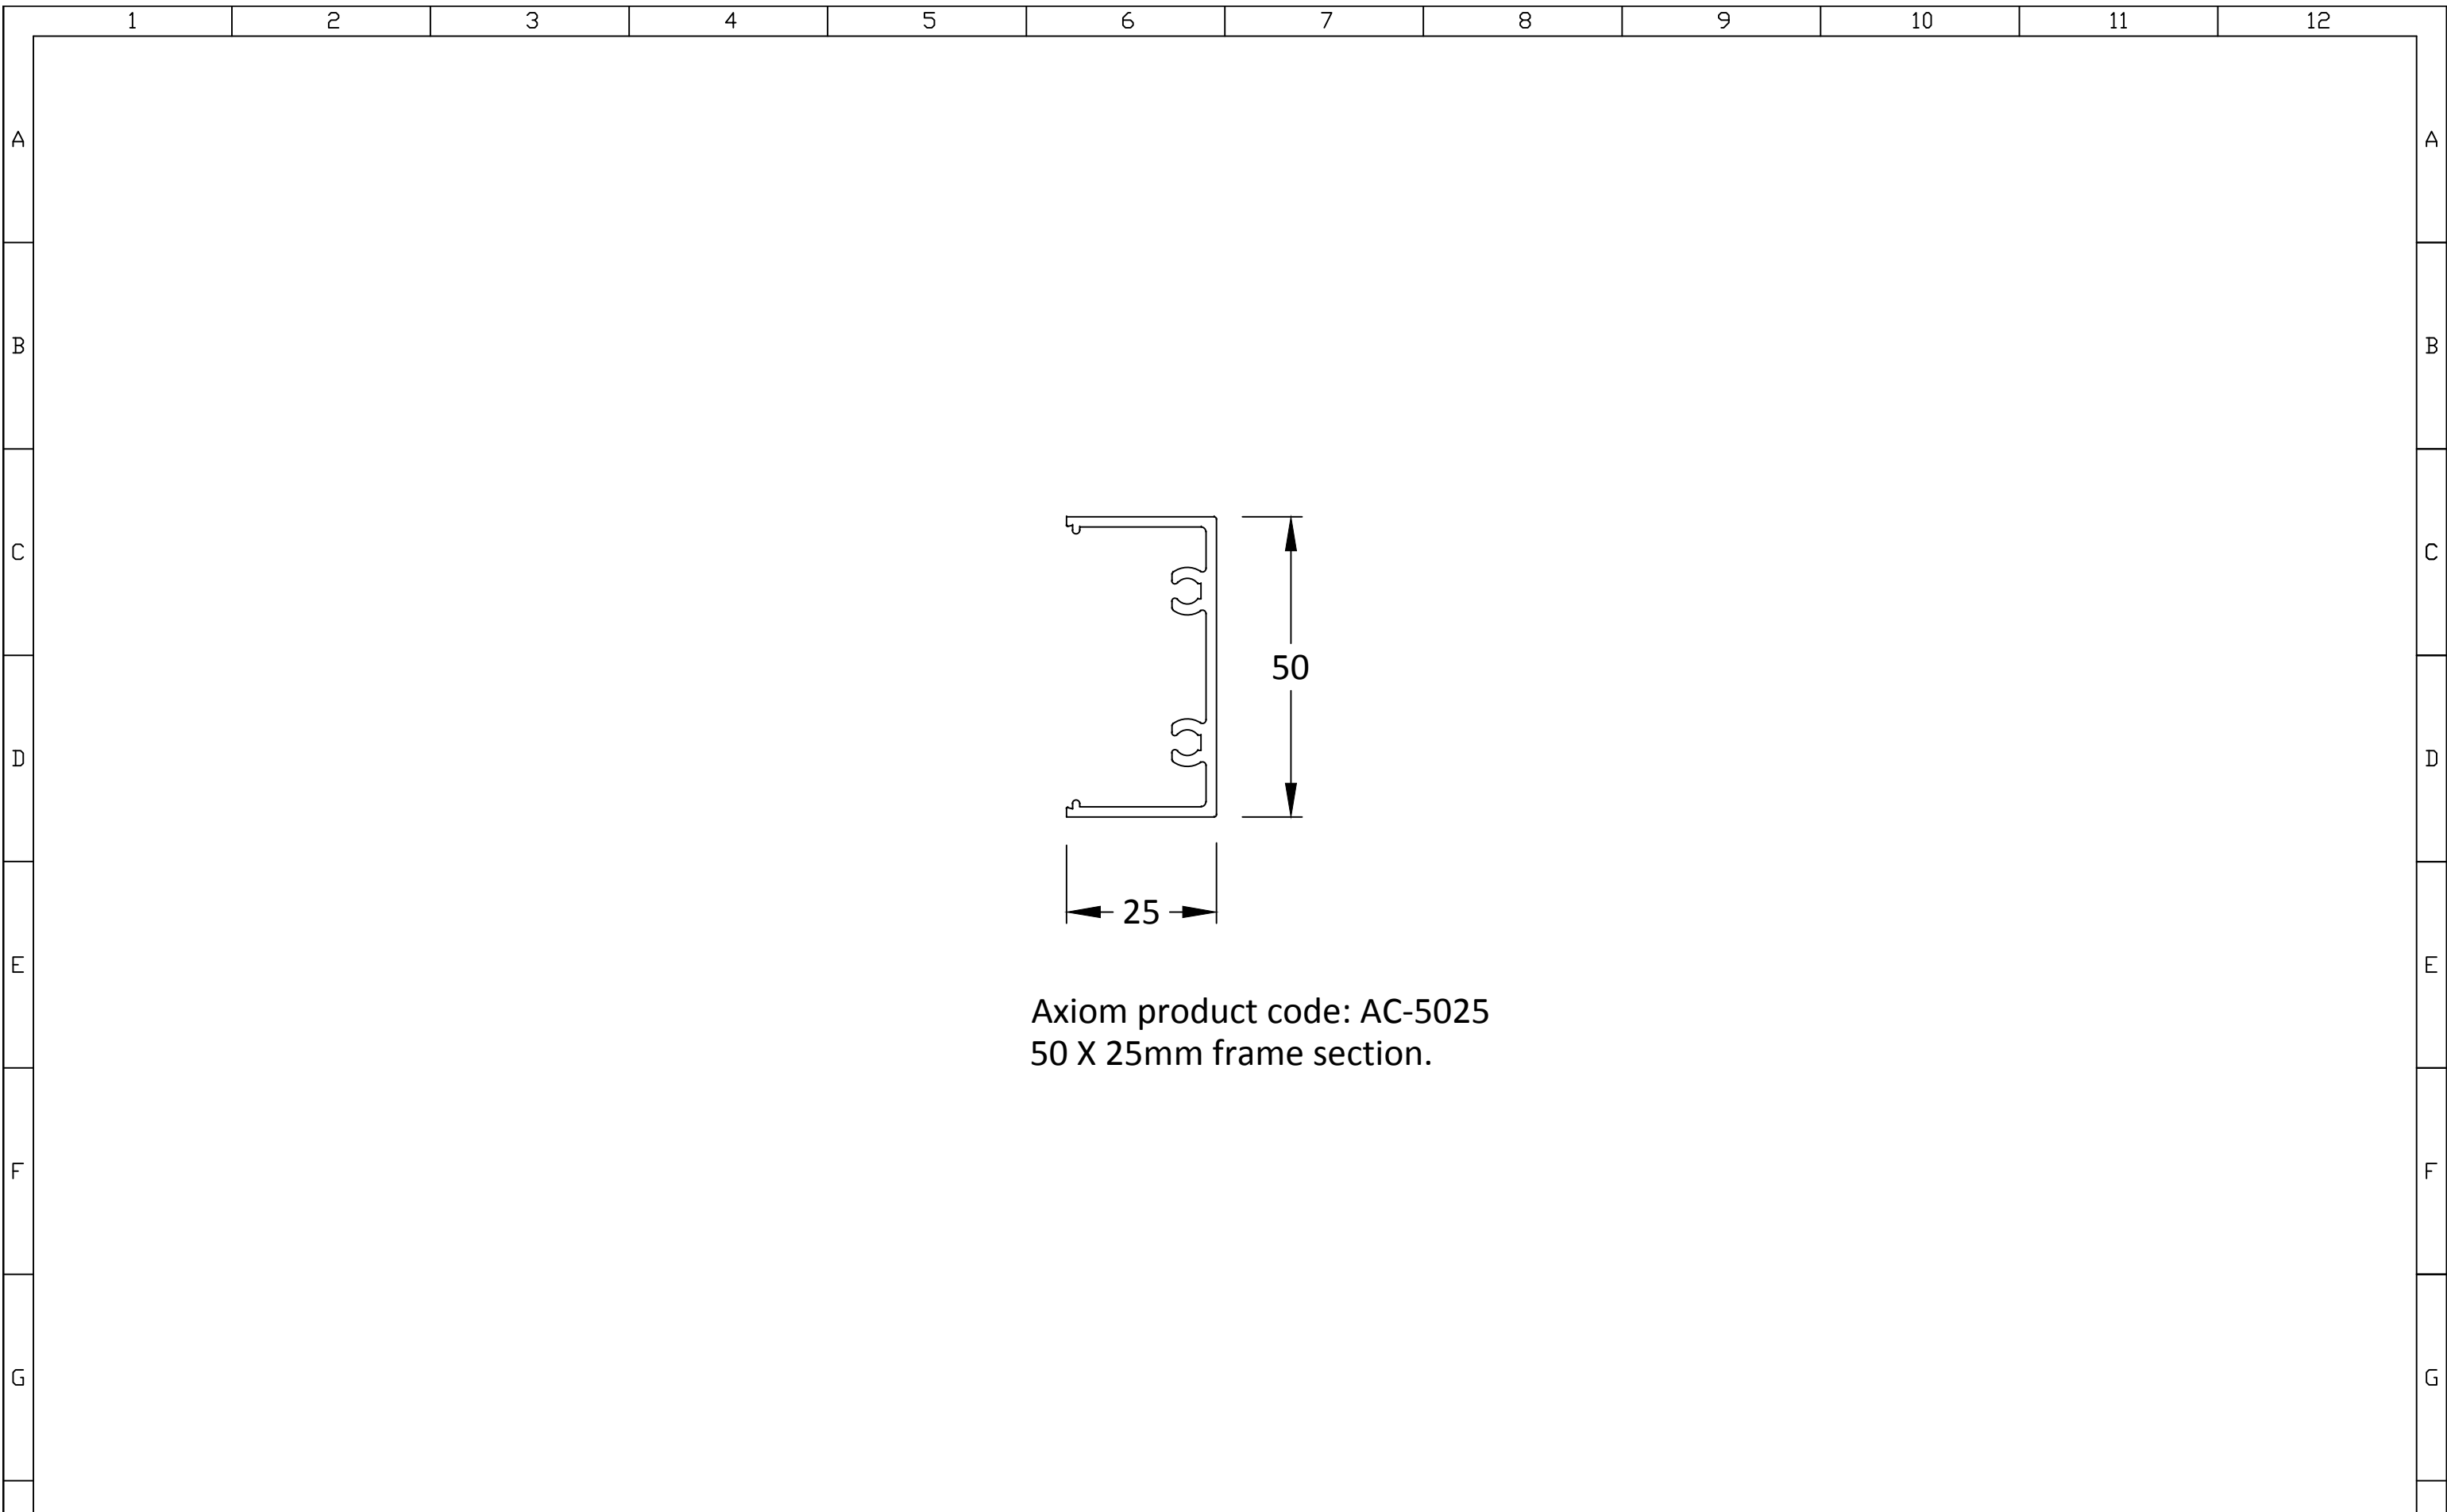 1 2 3 4 5 6 7 8 9 10 11 12
A A
B B
C C
50
D D
25
E E
Axiom product code: AC-5025
50 X 25mm frame section.
F F
G G